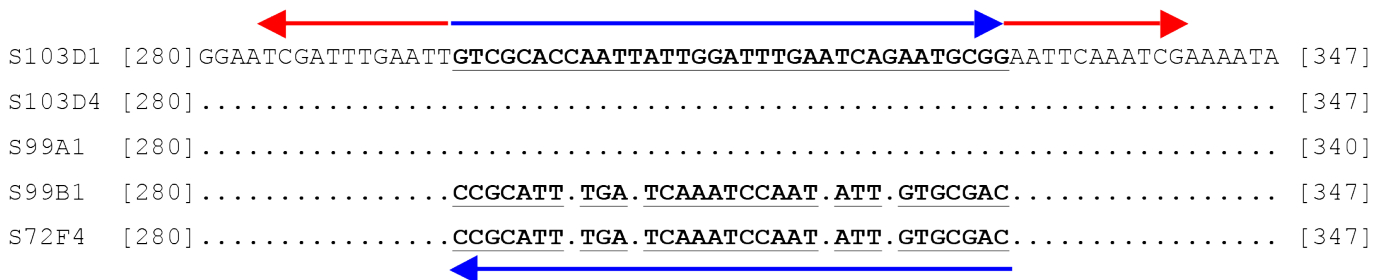 S103D1 [280]GGAATCGATTTGAATTGTCGCACCAATTATTGGATTTGAATCAGAATGCGGAATTCAAATCGAAAATA [347]
S103D4 [280].................................................................... [347]
S99A1 [280].................................................................... [340]
S99B1 [280]................CCGCATT.TGA.TCAAATCCAAT.ATT.GTGCGAC................. [347]
S72F4 [280]................CCGCATT.TGA.TCAAATCCAAT.ATT.GTGCGAC................. [347]